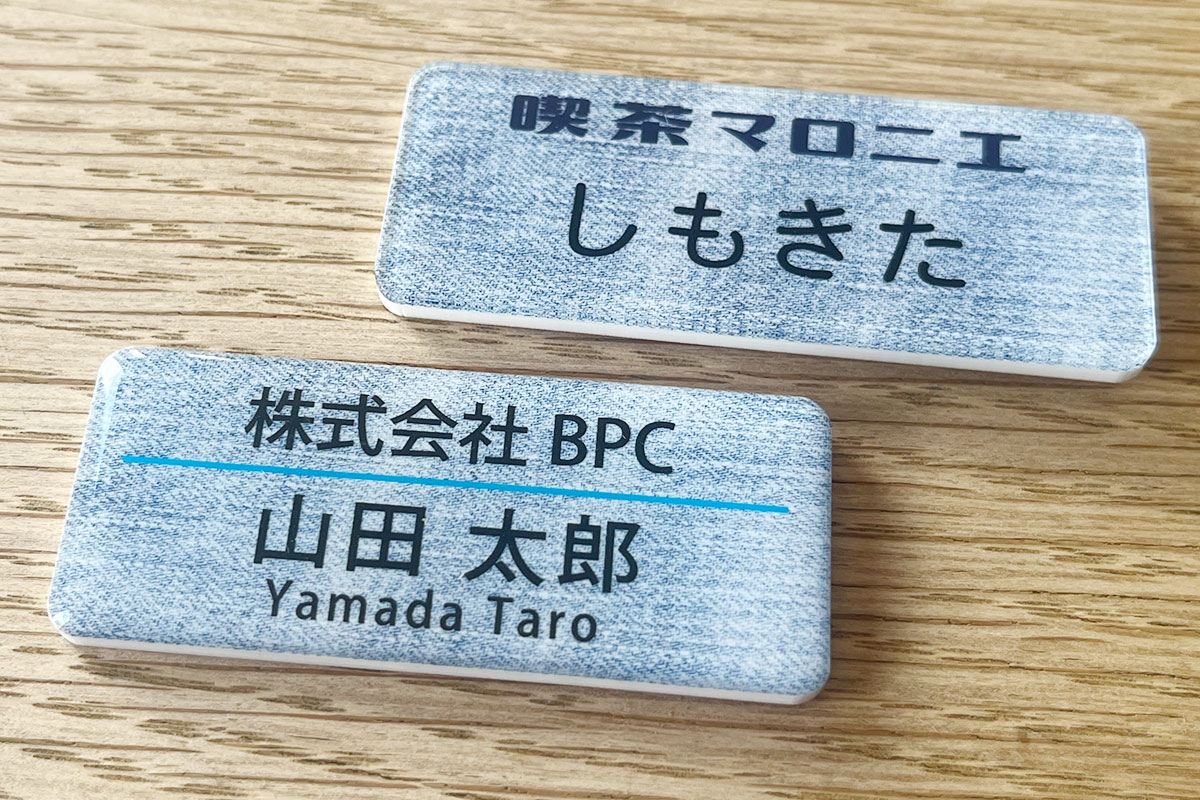 喫茶マロニエ
しもきた
株式会社 BPC
山田 太郎
Yamada Taro